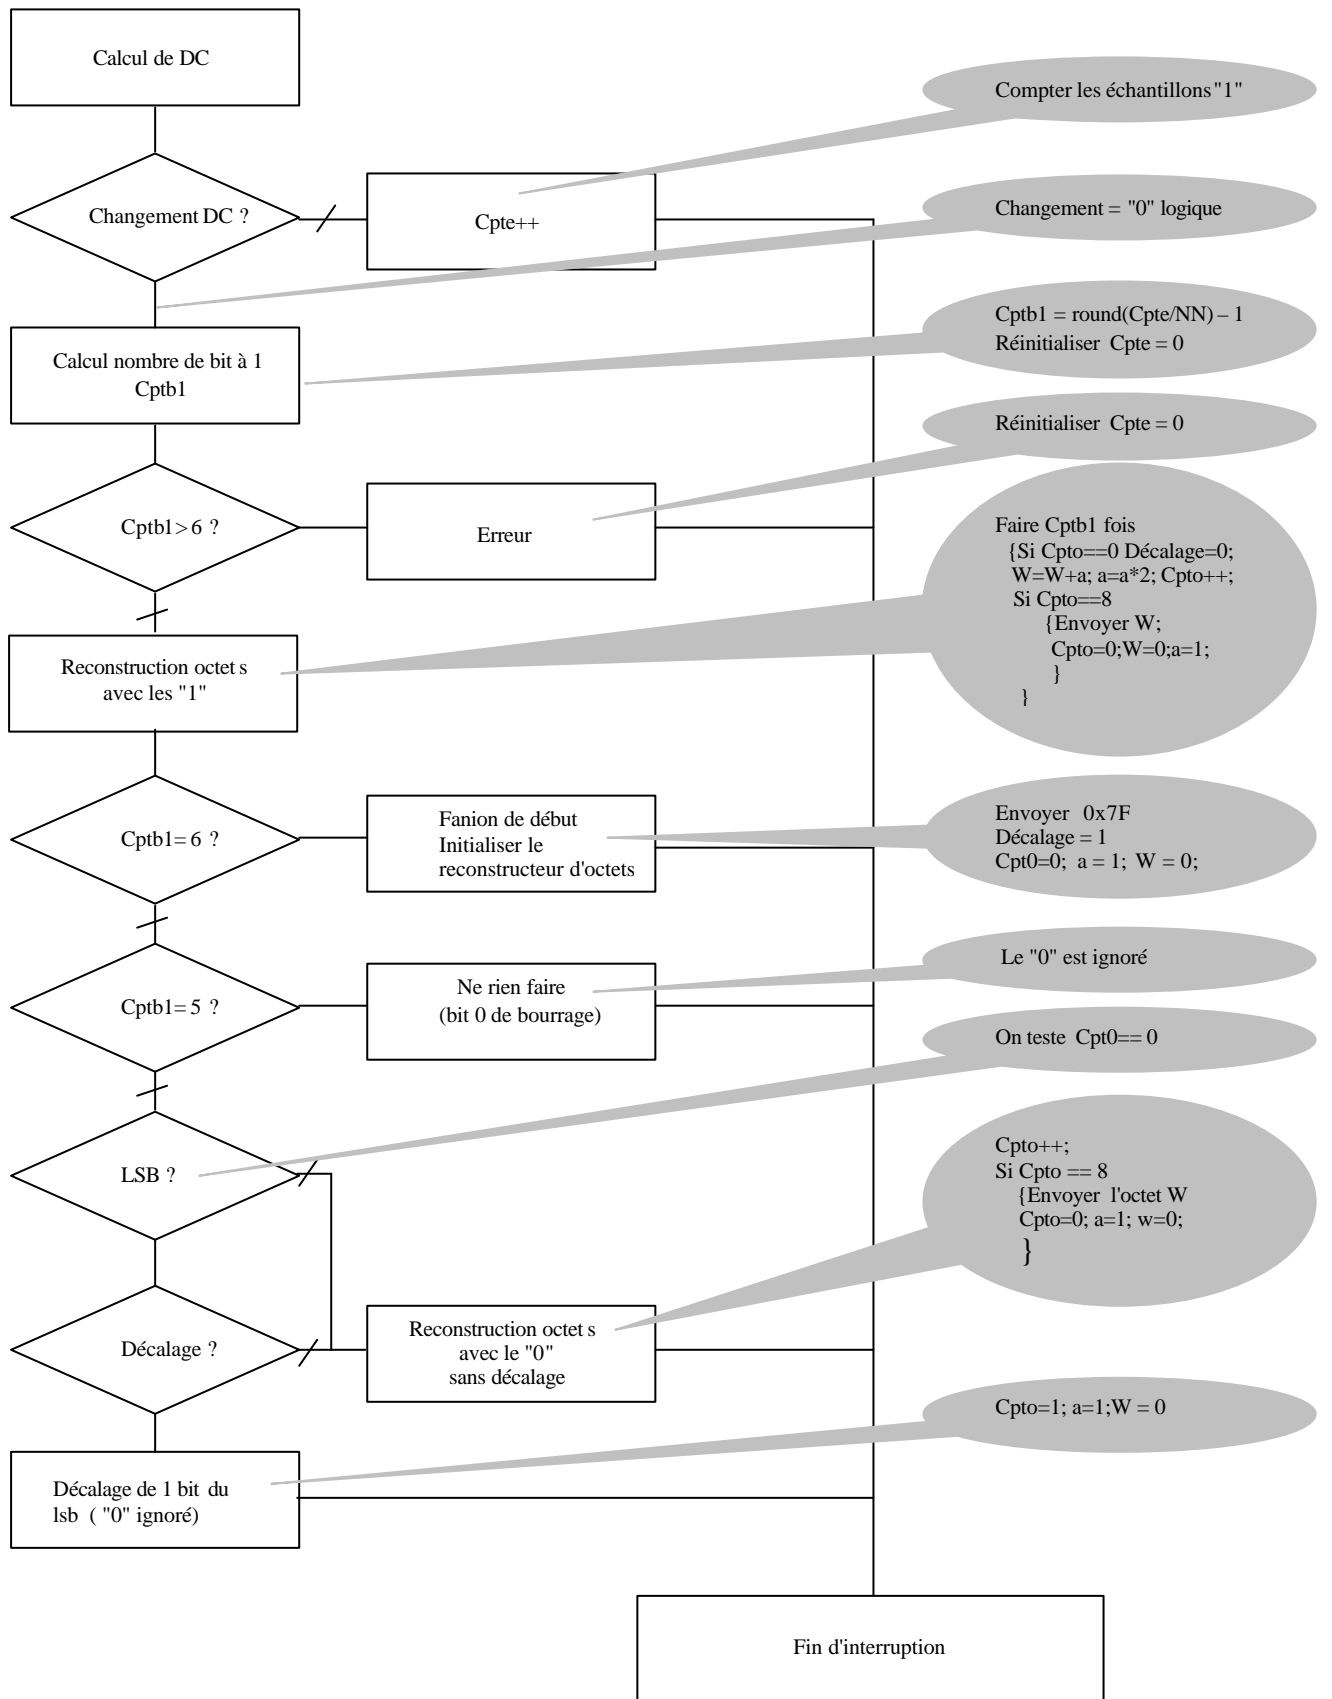 Calcul de DC
Compter les échantillons "1"
Changement DC ?
Cpte++
Changement = "0" logique
Cptb1 = round(Cpte/NN) – 1
Réinitialiser Cpte = 0
Calcul nombre de bit à 1
Cptb1
Réinitialiser Cpte = 0
Cptb1>6 ?
Erreur
Faire Cptb1 fois
{Si Cpto==0 Décalage=0;
W=W+a; a=a*2; Cpto++;
Si Cpto==8
{Envoyer W;
Cpto=0;W=0;a=1;
}
}
Reconstruction octet s
avec les "1"
Cptb1=6 ?
Fanion de début
Initialiser le
reconstructeur d'octets
Envoyer 0x7F
Décalage = 1
Cpt0=0; a = 1; W = 0;
Cptb1=5 ?
Ne rien faire
(bit 0 de bourrage)
Le "0" est ignoré
On teste Cpt0== 0
LSB ?
Cpto++;
Si Cpto == 8
{Envoyer l'octet W
Cpto=0; a=1; w=0;
}
Décalage ?
Reconstruction octet s
avec le "0"
sans décalage
Cpto=1; a=1;W = 0
Décalage de 1 bit du
lsb ( "0" ignoré)
Fin d'interruption